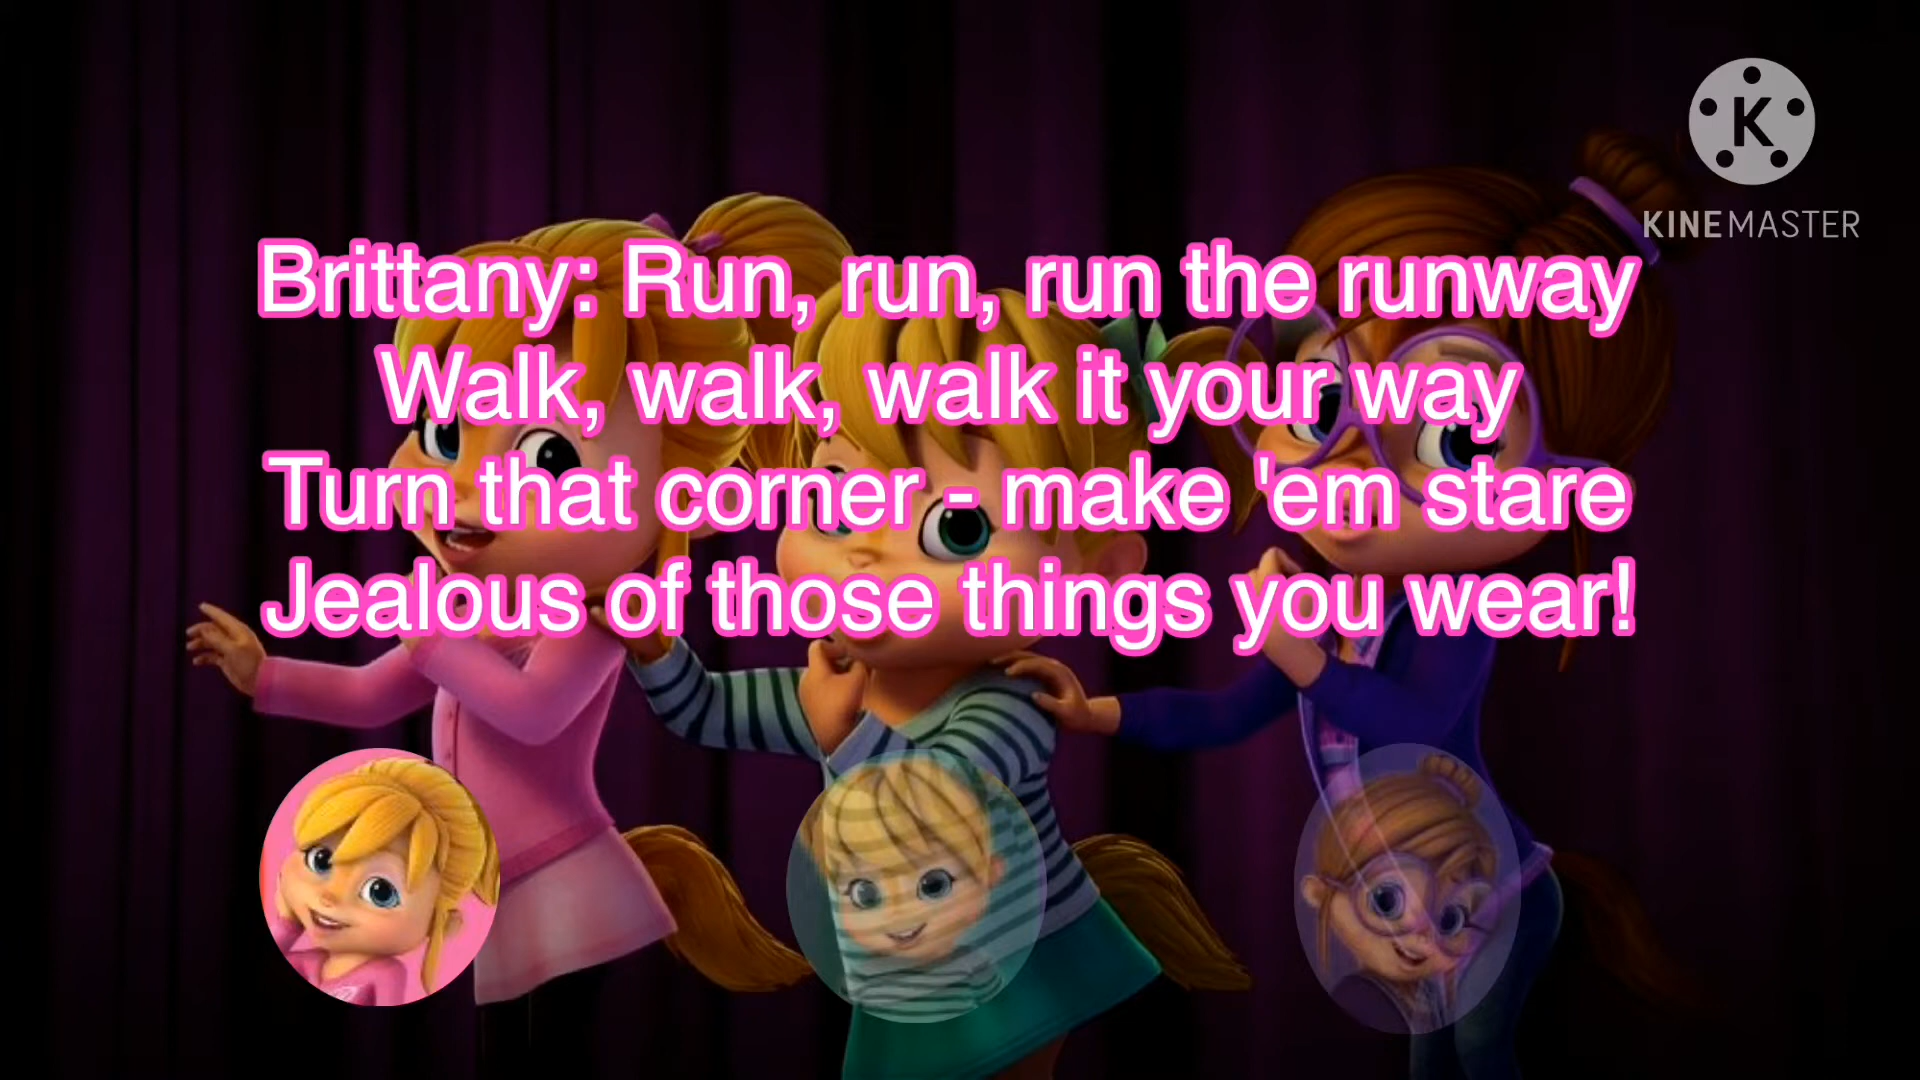 K
KINEMASTER
Brittany: Run, run, run the runway
Walk, walk, walk it your way
Turn that corner - make 'em stare
Jealous of those things you wear!